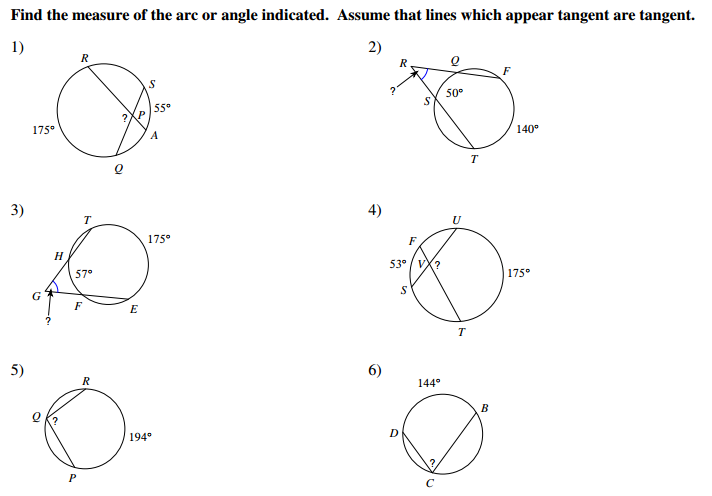 Find the measure of the arc or angle indicated. Assume that lines which appear tangent are tangent.
1)
R
S
55°
? P
175°
A
Q
2)
R
Q
F
?
50°
S
140°
T
3)
T
175°
H
57°
G
F
E
?
4)
U
F
53°
V ?
175°
S
T
5)
R
Q
?
194°
P
6)
144°
B
D
?
C